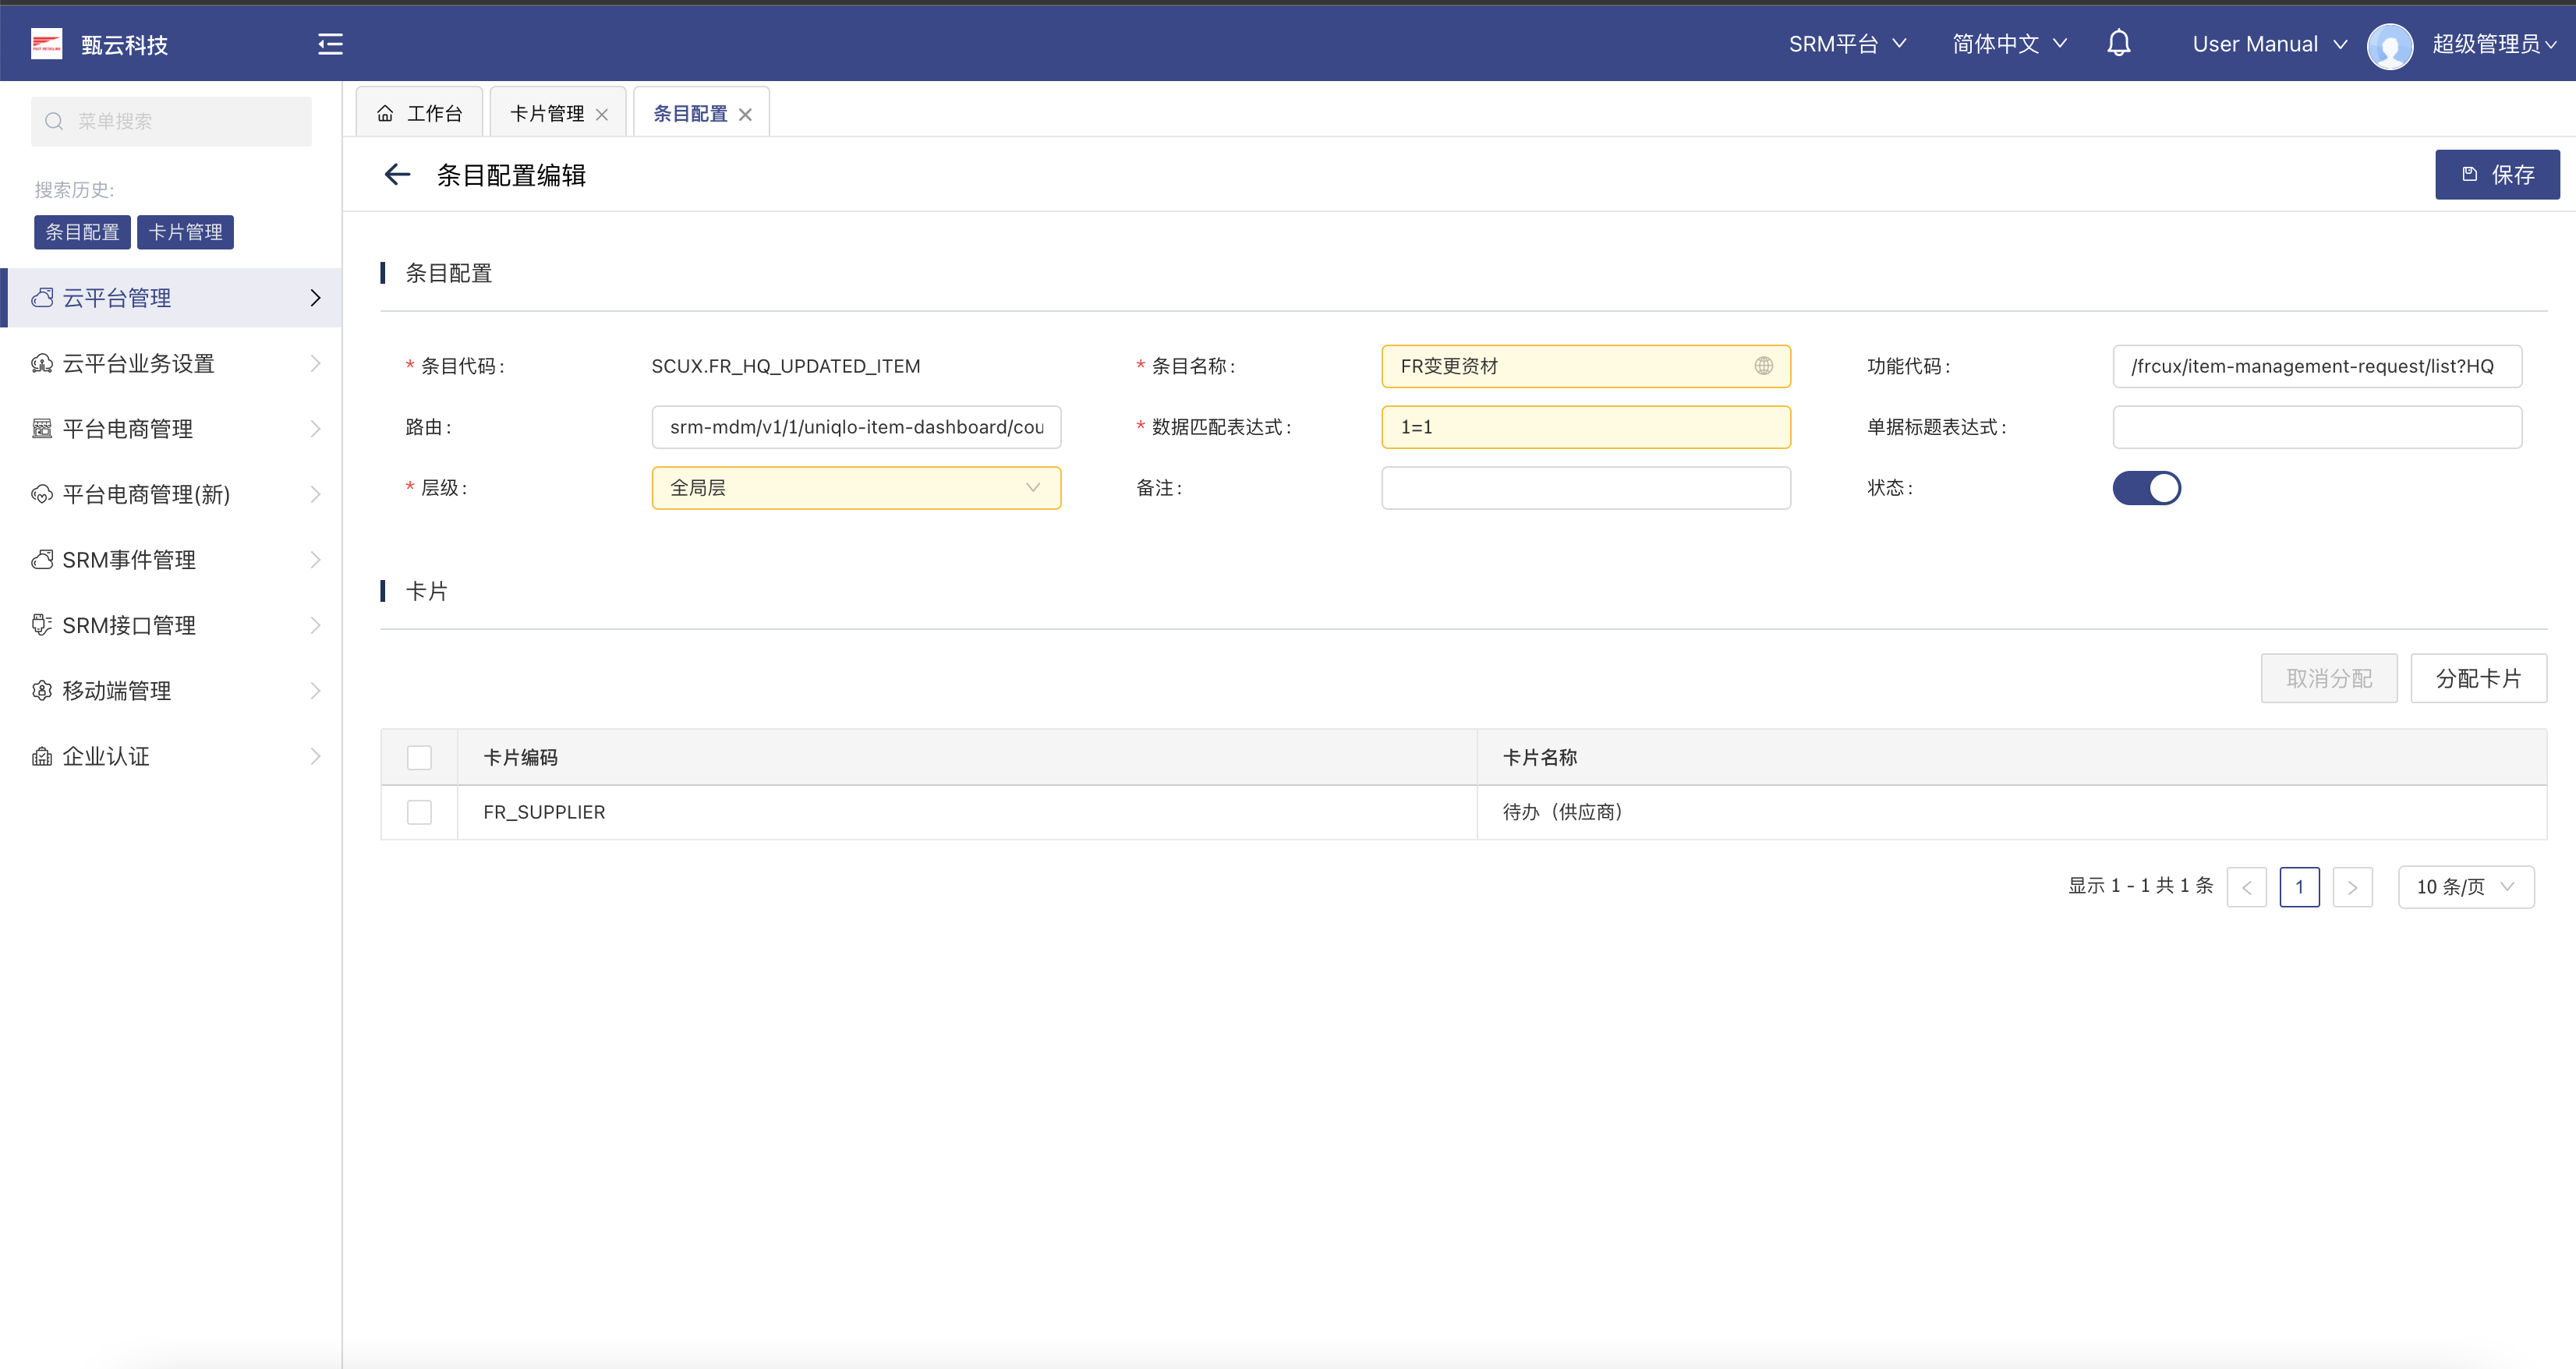 甄云科技
SRM平台
简体中文
User Manual
超级管理员
菜单搜索
搜索历史:
条目配置
卡片管理
云平台管理
云平台业务设置
平台电商管理
平台电商管理(新)
SRM事件管理
SRM接口管理
移动端管理
企业认证
工作台
卡片管理
条目配置
条目配置编辑
保存
条目配置
* 条目代码: SCUX.FR_HQ_UPDATED_ITEM
* 条目名称: FR变更资材
功能代码: /frcux/item-management-request/list?HQ
路由: srm-mdm/v1/1/uniqlo-item-dashboard/cou
* 数据匹配表达式: 1=1
单据标题表达式:
* 层级: 全局层
备注:
状态:
卡片
取消分配
分配卡片
卡片编码 卡片名称
FR_SUPPLIER 待办（供应商）
显示 1 - 1 共 1 条 1 10 条/页